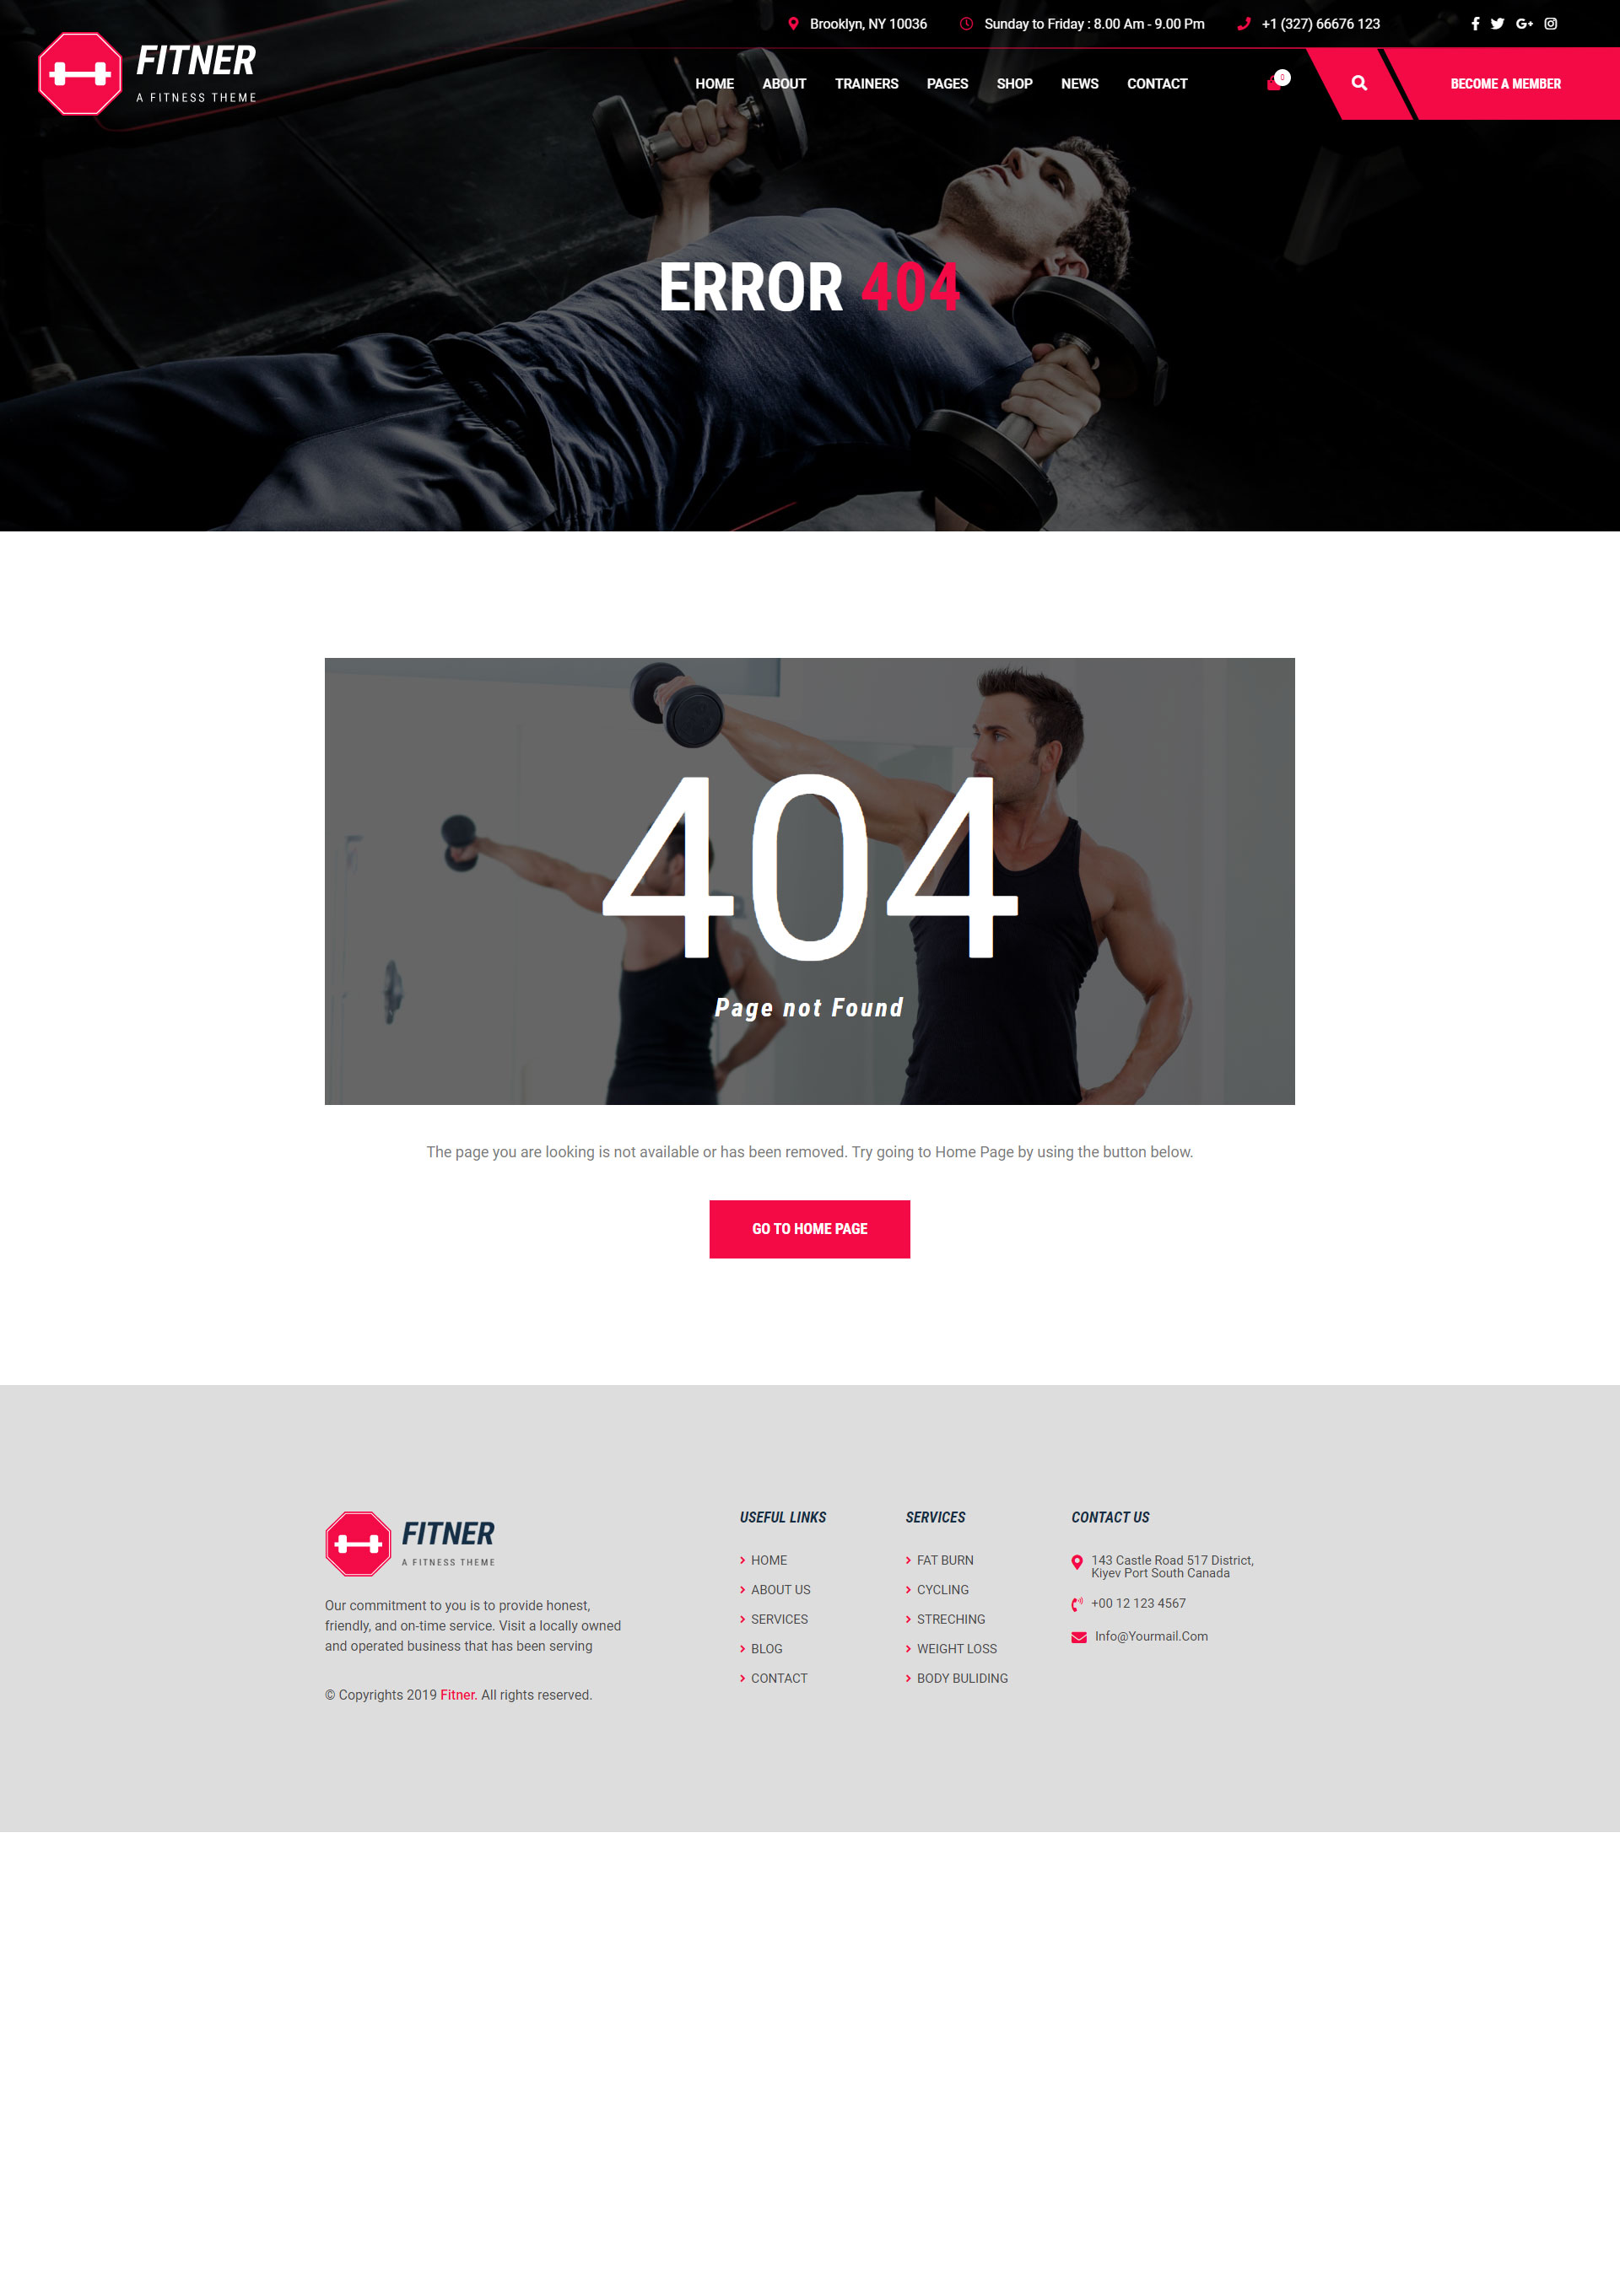 Brooklyn, NY 10036
Sunday to Friday : 8.00 Am - 9.00 Pm
+1 (327) 66676 123
FITNER
A FITNESS THEME
HOME
ABOUT
TRAINERS
PAGES
SHOP
NEWS
CONTACT
0
BECOME A MEMBER
ERROR 404
404
Page not Found
The page you are looking is not available or has been removed. Try going to Home Page by using the button below.
GO TO HOME PAGE
FITNER
A FITNESS THEME
Our commitment to you is to provide honest,
friendly, and on-time service. Visit a locally owned
and operated business that has been serving
© Copyrights 2019 Fitner. All rights reserved.
USEFUL LINKS
HOME
ABOUT US
SERVICES
BLOG
CONTACT
SERVICES
FAT BURN
CYCLING
STRECHING
WEIGHT LOSS
BODY BULIDING
CONTACT US
143 Castle Road 517 District,
Kiyev Port South Canada
+00 12 123 4567
Info@Yourmail.Com